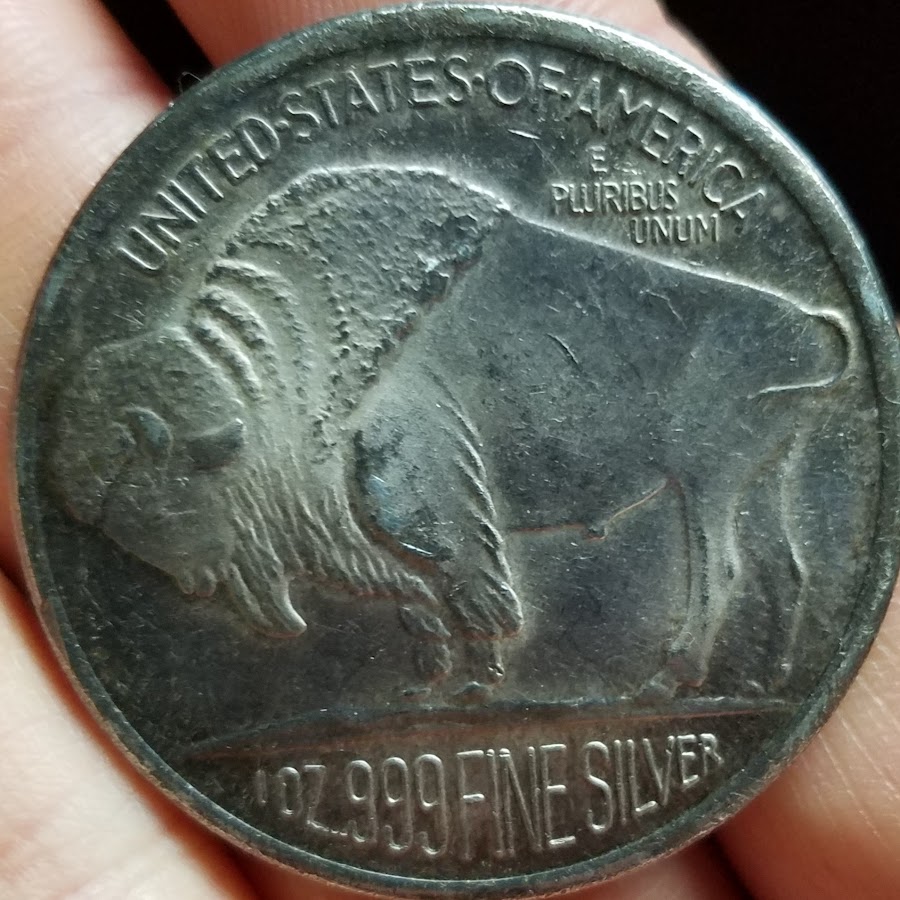 UNITED·STATES·OF·AMERICA
E
PLURIBUS
UNUM
1 OZ. .999 FINE SILVER